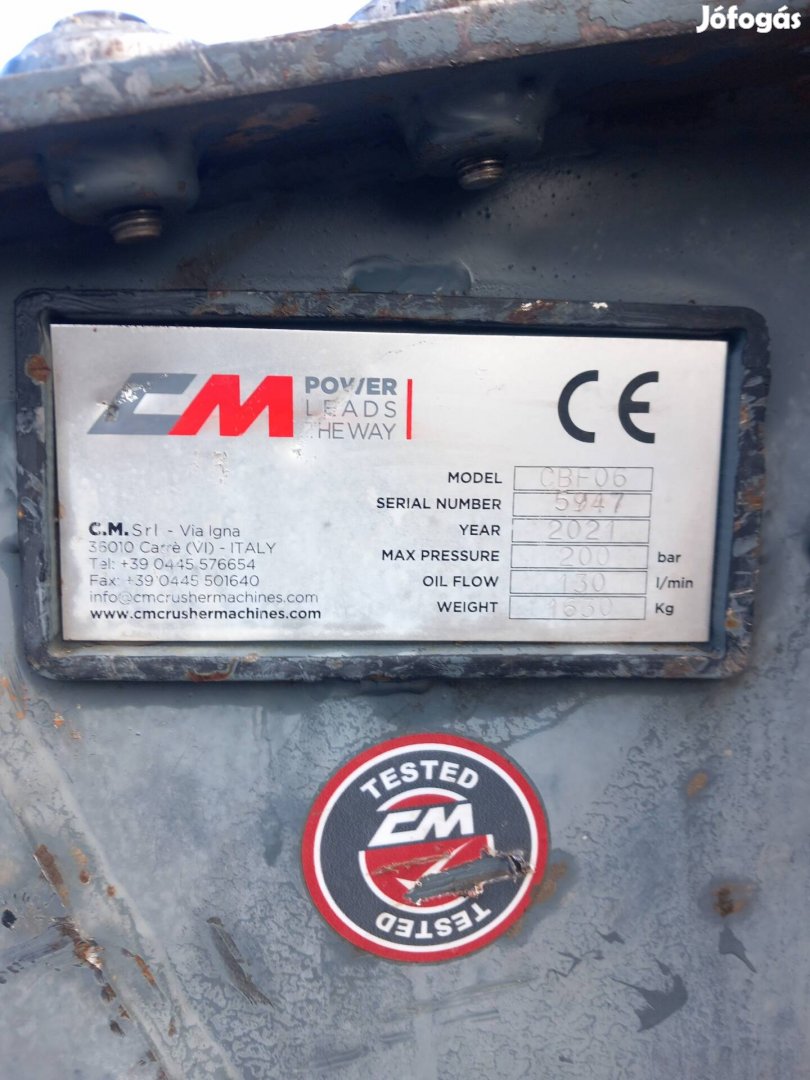 Jófogás
CM
POWER
LEADS
THE WAY
CE
MODEL CBF06
SERIAL NUMBER 5947
YEAR 2021
MAX PRESSURE 200 bar
OIL FLOW 130 l/min
WEIGHT 1630 Kg
C.M. Srl - Via Igna
36010 Carrè (VI) - ITALY
Tel: +39 0445 576654
Fax: +39 0445 501640
info@cmcrushermachines.com
www.cmcrushermachines.com
TESTED
CM
TESTED